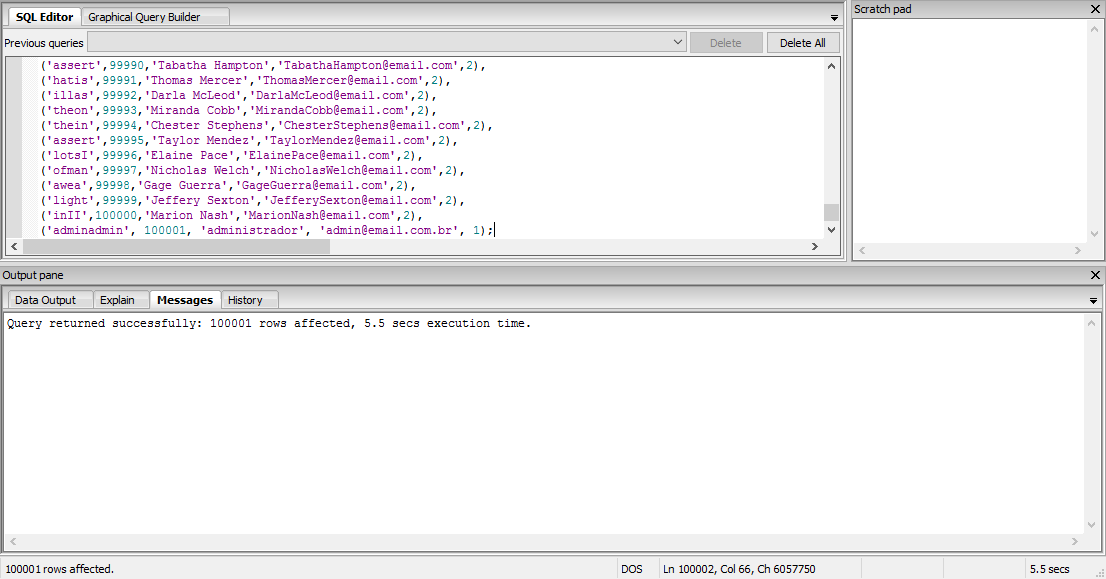 SQL Editor Graphical Query Builder
Scratch pad
Previous queries Delete Delete All
('assert',99990,'Tabatha Hampton','TabathaHampton@email.com',2),
('hatis',99991,'Thomas Mercer','ThomasMercer@email.com',2),
('illas',99992,'Darla McLeod','DarlaMcLeod@email.com',2),
('theon',99993,'Miranda Cobb','MirandaCobb@email.com',2),
('thein',99994,'Chester Stephens','ChesterStephens@email.com',2),
('assert',99995,'Taylor Mendez','TaylorMendez@email.com',2),
('lotsI',99996,'Elaine Pace','ElainePace@email.com',2),
('ofman',99997,'Nicholas Welch','NicholasWelch@email.com',2),
('awea',99998,'Gage Guerra','GageGuerra@email.com',2),
('light',99999,'Jeffery Sexton','JefferySexton@email.com',2),
('inII',100000,'Marion Nash','MarionNash@email.com',2),
('adminadmin', 100001, 'administrador', 'admin@email.com.br', 1);
Output pane
Data Output Explain Messages History
Query returned successfully: 100001 rows affected, 5.5 secs execution time.
100001 rows affected. DOS Ln 100002, Col 66, Ch 6057750 5.5 secs